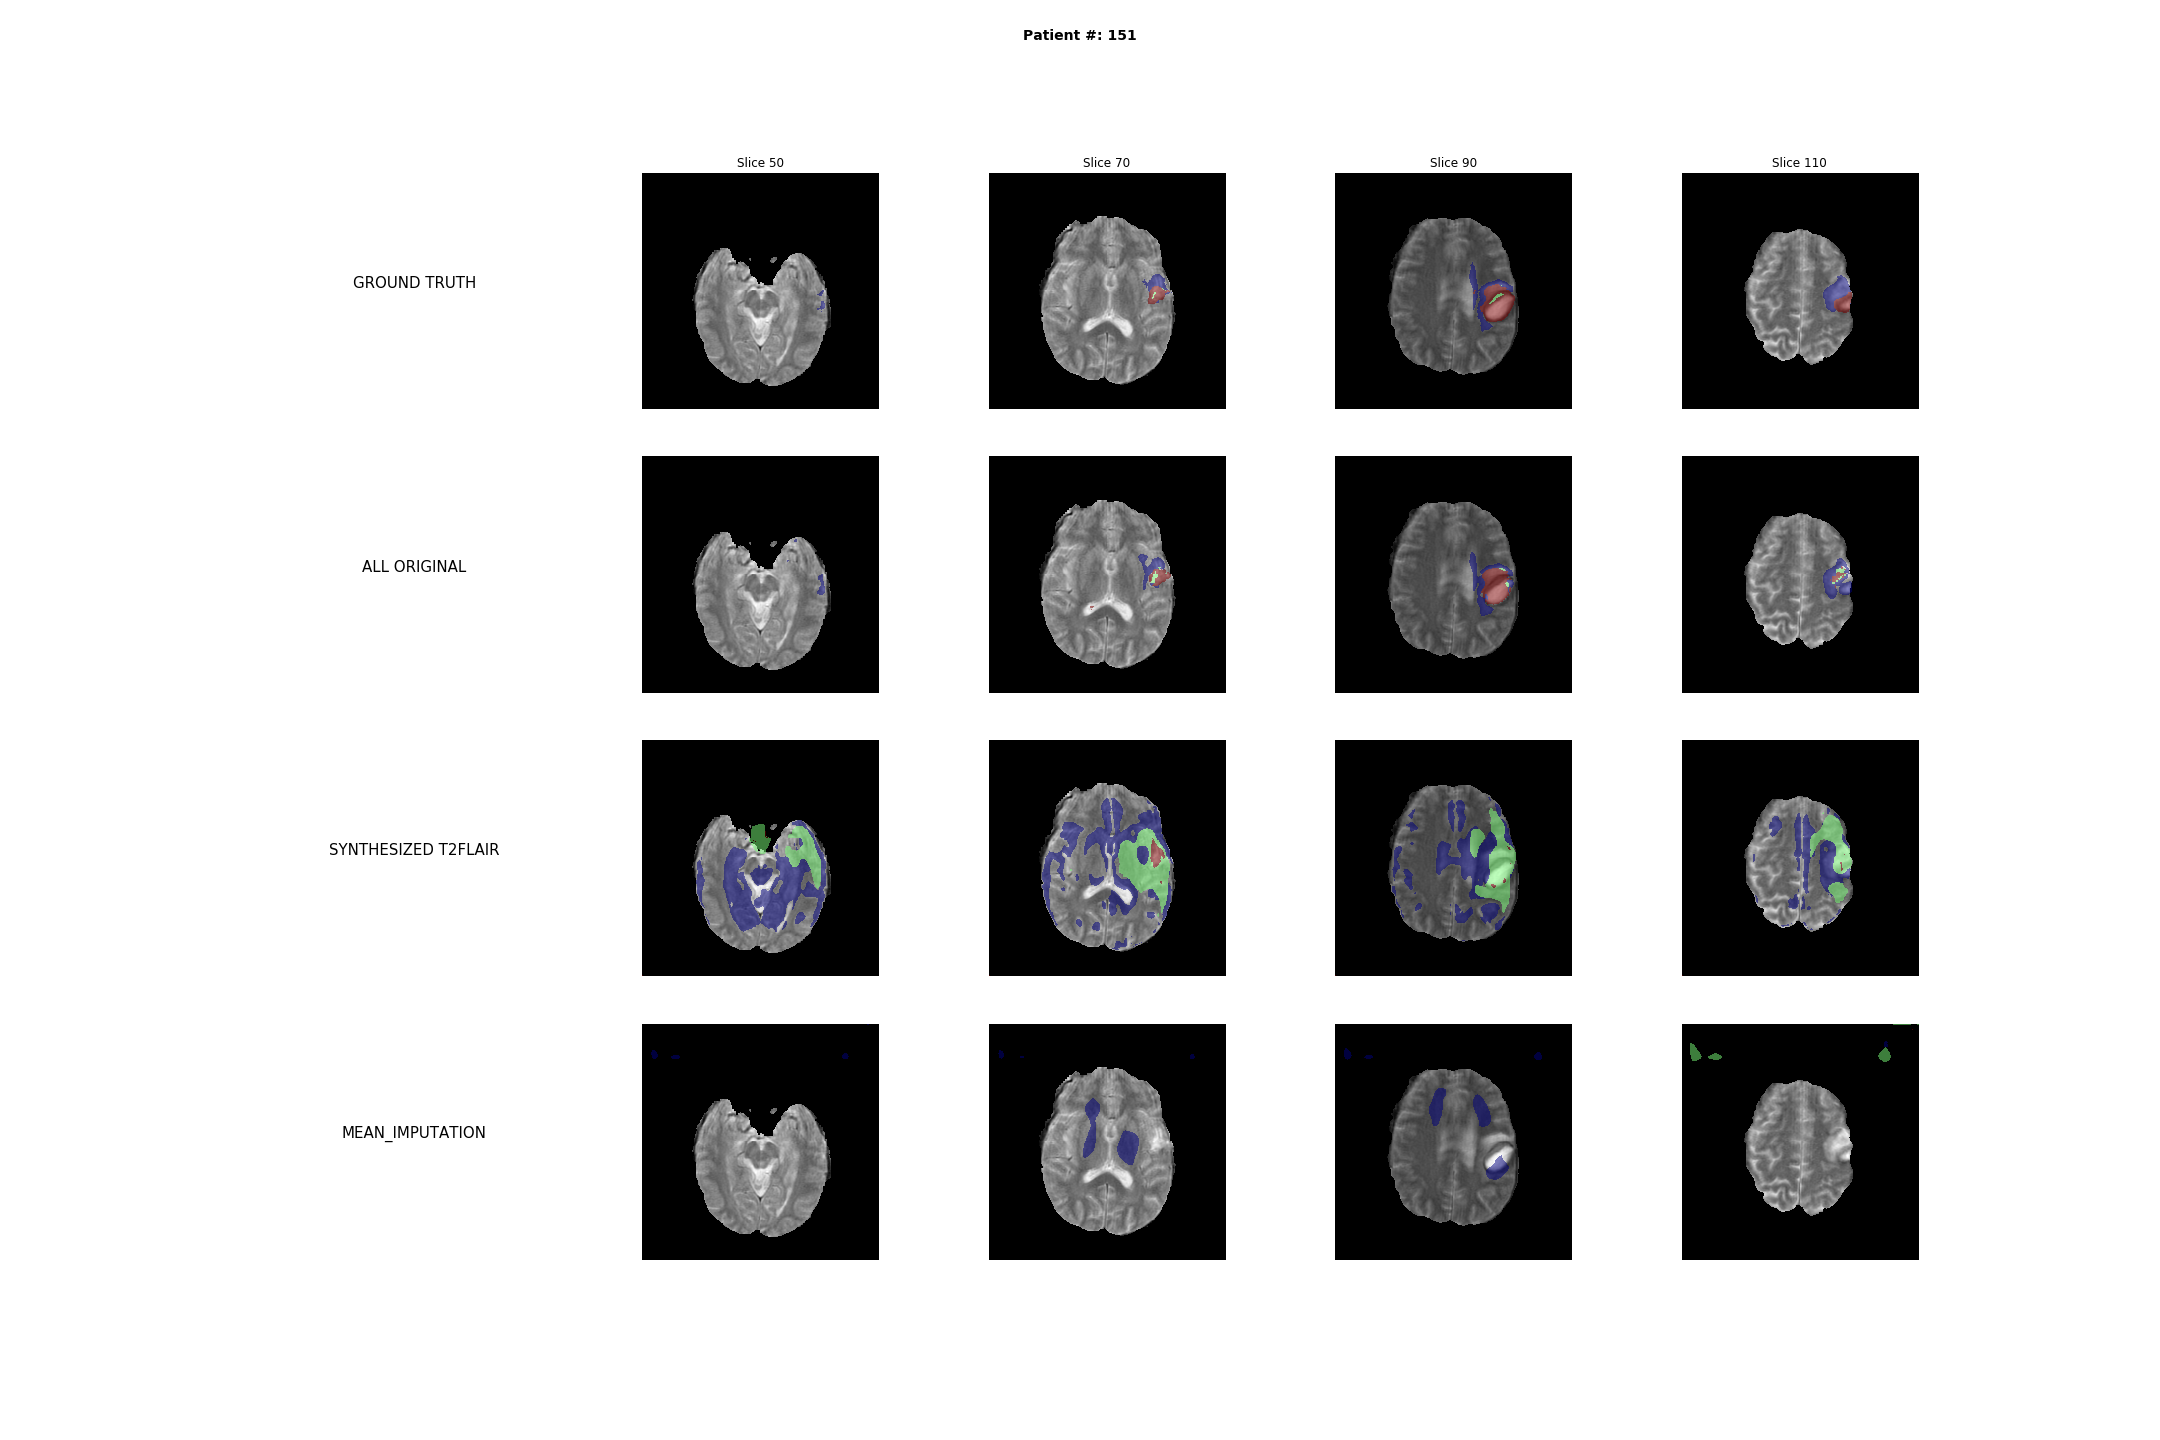 Patient #: 151
Slice 50
Slice 70
Slice 90
Slice 110
GROUND TRUTH
ALL ORIGINAL
SYNTHESIZED T2FLAIR
MEAN_IMPUTATION